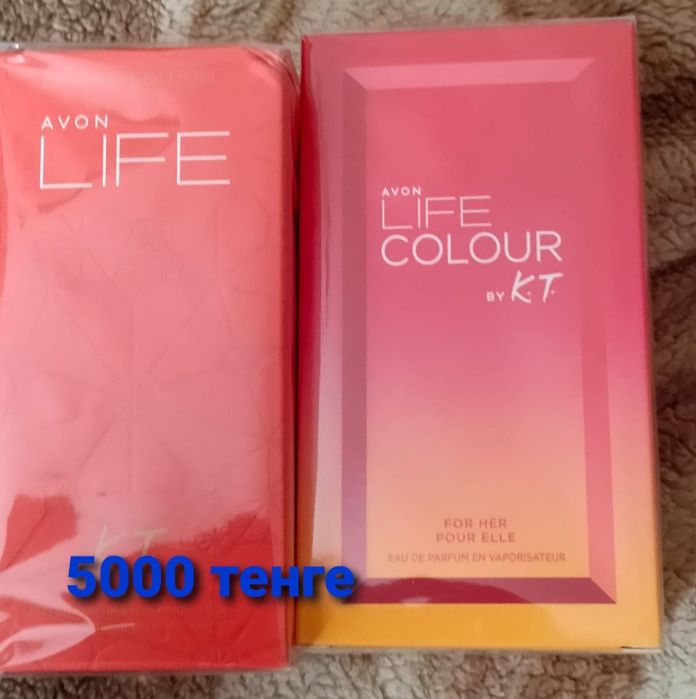 AVON
LIFE
K.T.
AVON
LIFE
COLOUR
BY K.T.
FOR HER
POUR ELLE
EAU DE PARFUM EN VAPORISATEUR
5000 тенге